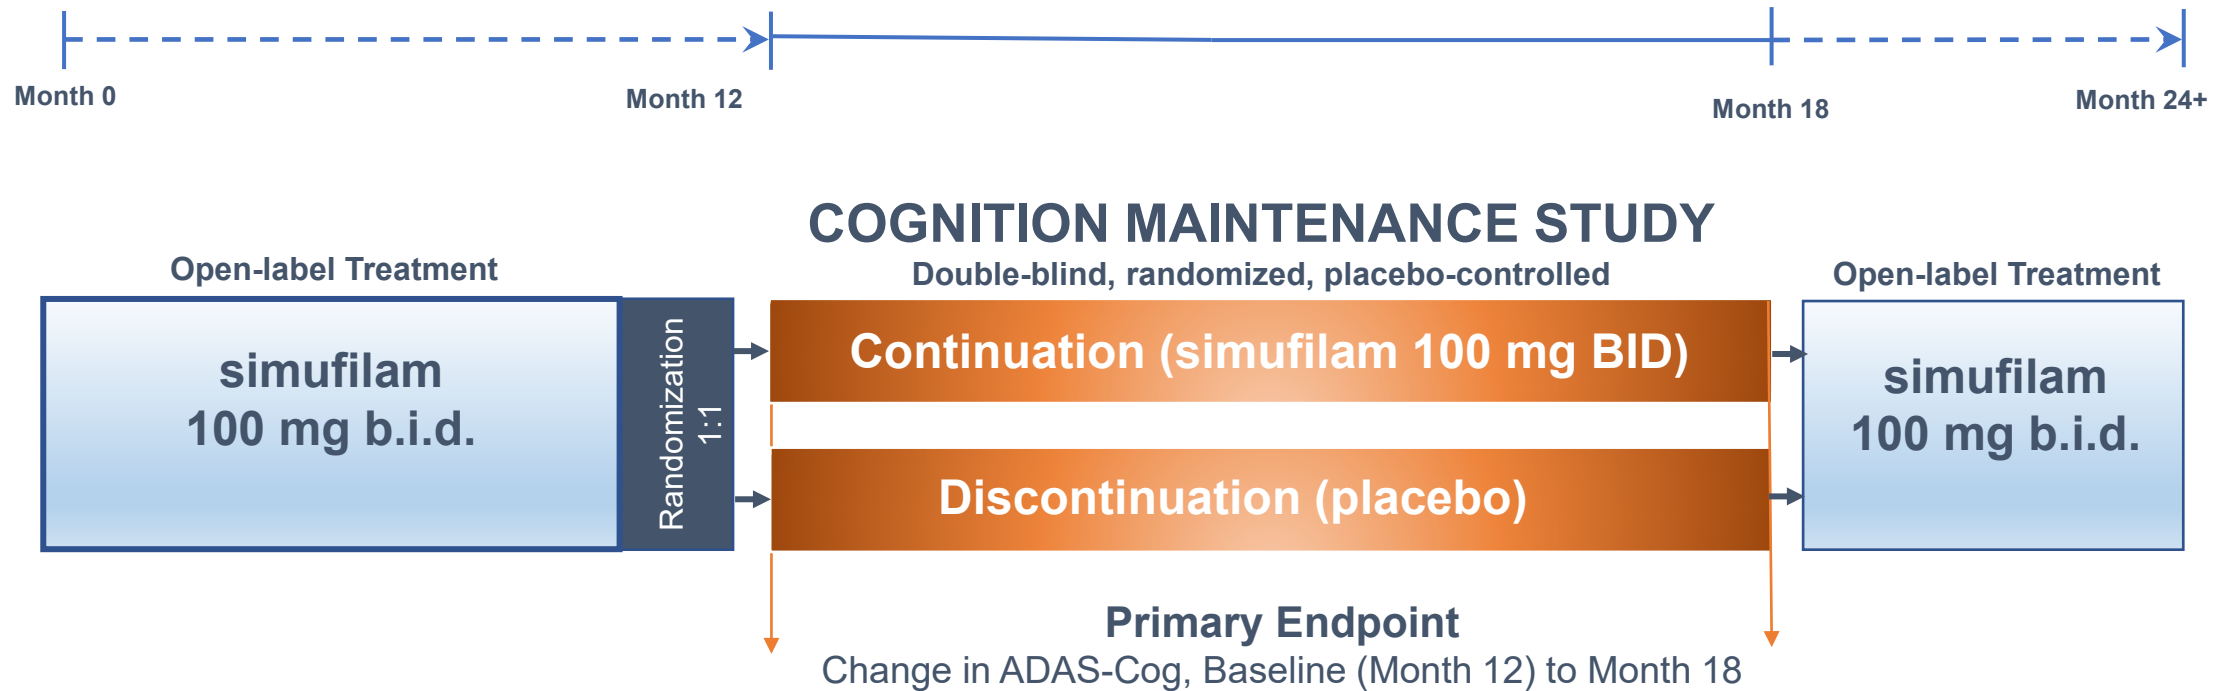 Month 0
Month 12
Month 18
Month 24+
COGNITION MAINTENANCE STUDY
Open-label Treatment
Double-blind, randomized, placebo-controlled
Open-label Treatment
simufilam
100 mg b.i.d.
Randomization
1:1
Continuation (simufilam 100 mg BID)
Discontinuation (placebo)
simufilam
100 mg b.i.d.
Primary Endpoint
Change in ADAS-Cog, Baseline (Month 12) to Month 18